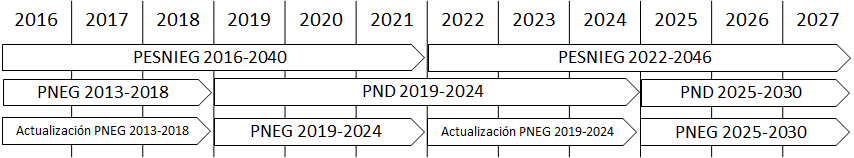 2016 2017 2018 2019 2020 2021 2022 2023 2024 2025 2026 2027
PESNIEG 2016-2040 PESNIEG 2022-2046
PNEG 2013-2018 PND 2019-2024 PND 2025-2030
Actualización PNEG 2013-2018 PNEG 2019-2024 Actualización PNEG 2019-2024 PNEG 2025-2030